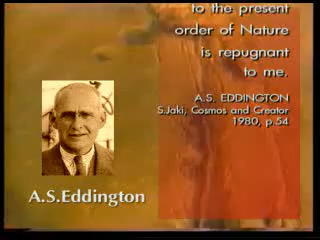 to the present
order of Nature
is repugnant
to me.
A.S. EDDINGTON
S.Jaki, Cosmos and Creator
1980, p.54
A.S.Eddington